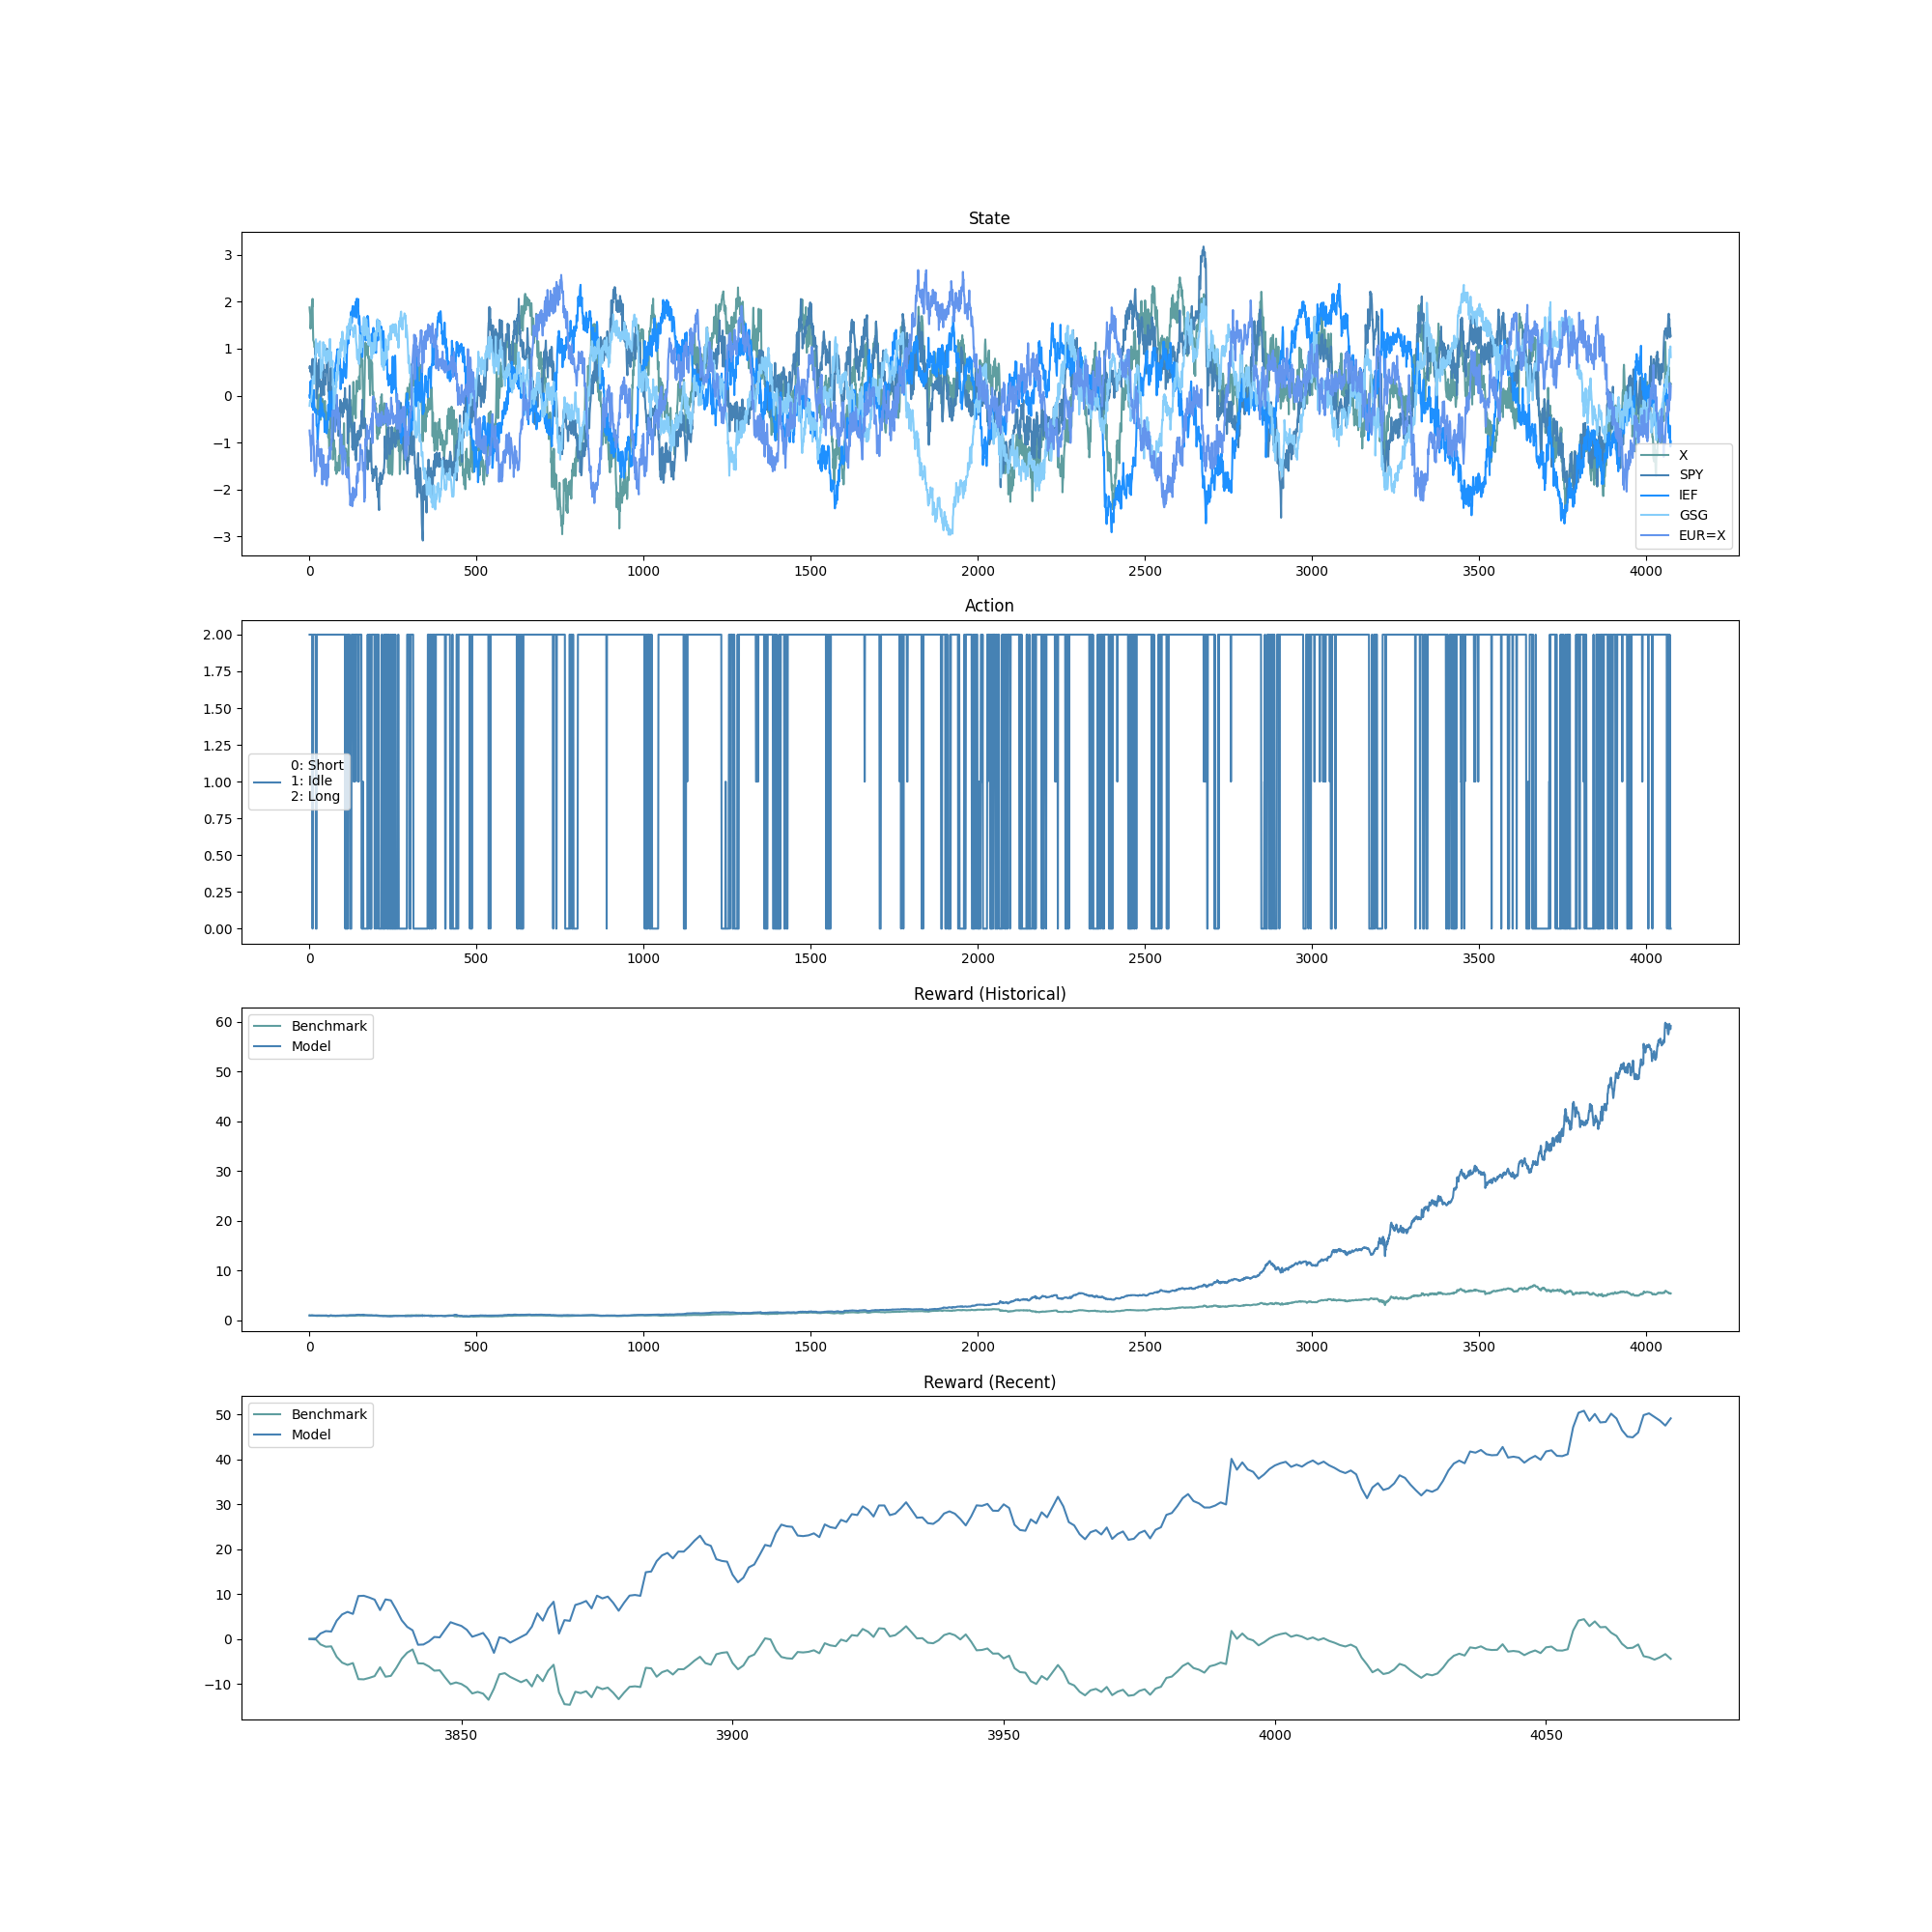 State
3
2
1
0
−1
−2
−3
X
SPY
IEF
GSG
EUR=X
0 500 1000 1500 2000 2500 3000 3500 4000
Action
2.00
1.75
1.50
1.25
1.00
0.75
0.50
0.25
0.00
0: Short
1: Idle
2: Long
0 500 1000 1500 2000 2500 3000 3500 4000
Reward (Historical)
60
50
40
30
20
10
0
Benchmark
Model
0 500 1000 1500 2000 2500 3000 3500 4000
Reward (Recent)
50
40
30
20
10
0
−10
Benchmark
Model
3850 3900 3950 4000 4050